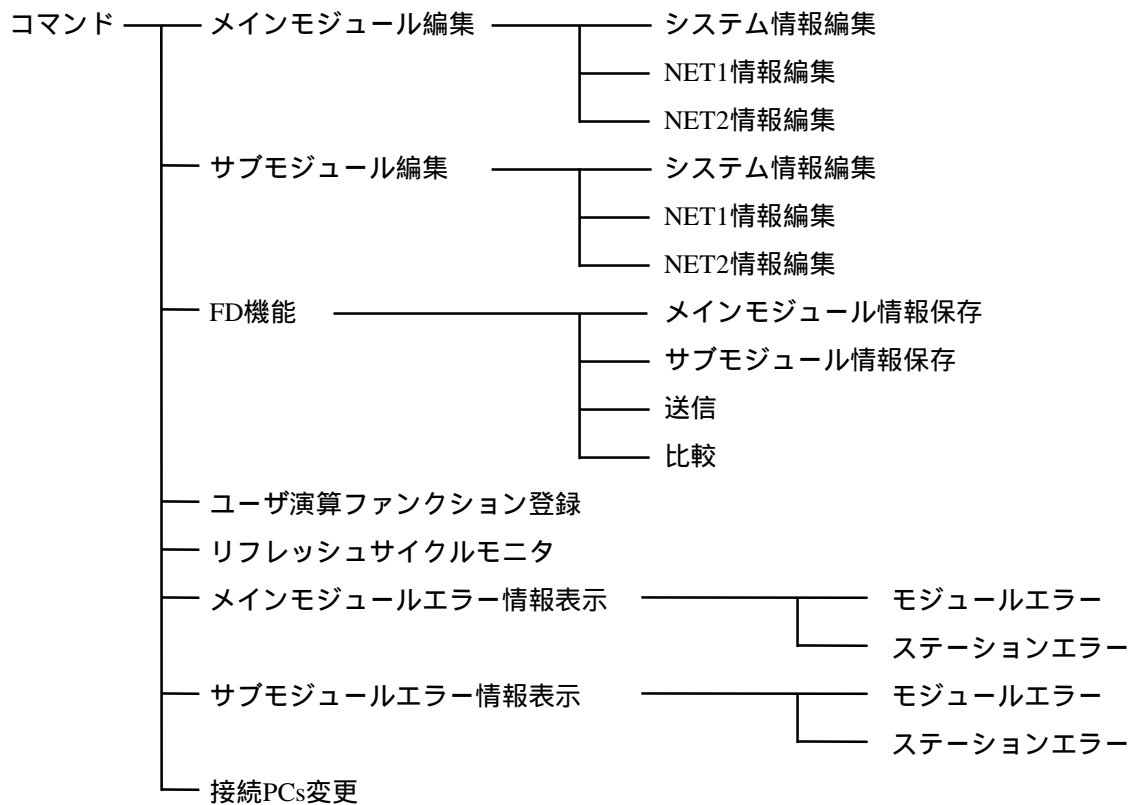 コマンド
メインモジュール編集
システム情報編集
NET1情報編集
NET2情報編集
サブモジュール編集
システム情報編集
NET1情報編集
NET2情報編集
FD機能
メインモジュール情報保存
サブモジュール情報保存
送信
比較
ユーザ演算ファンクション登録
リフレッシュサイクルモニタ
メインモジュールエラー情報表示
モジュールエラー
ステーションエラー
サブモジュールエラー情報表示
モジュールエラー
ステーションエラー
接続PCs変更